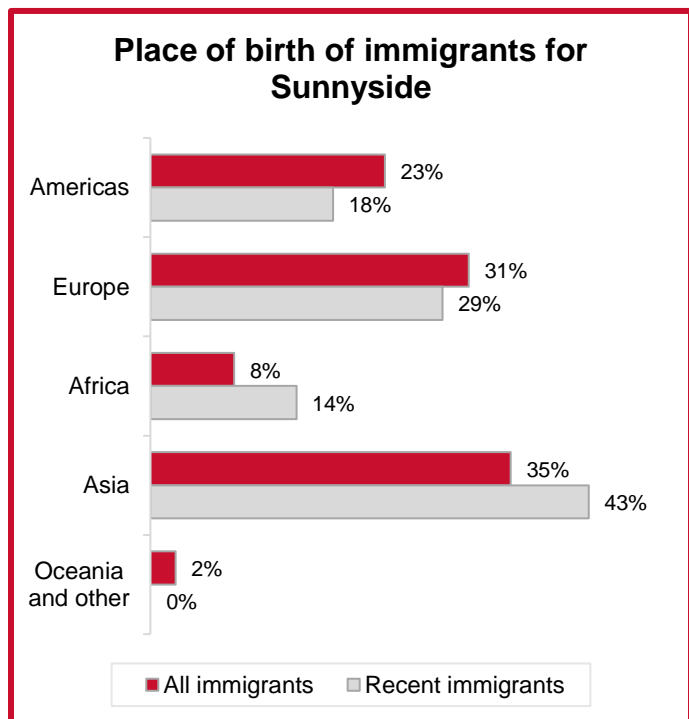 Place of birth of immigrants for
Sunnyside
Americas
23%
18%
Europe
31%
29%
Africa
8%
14%
Asia
35%
43%
Oceania
and other
2%
0%
All immigrants
Recent immigrants